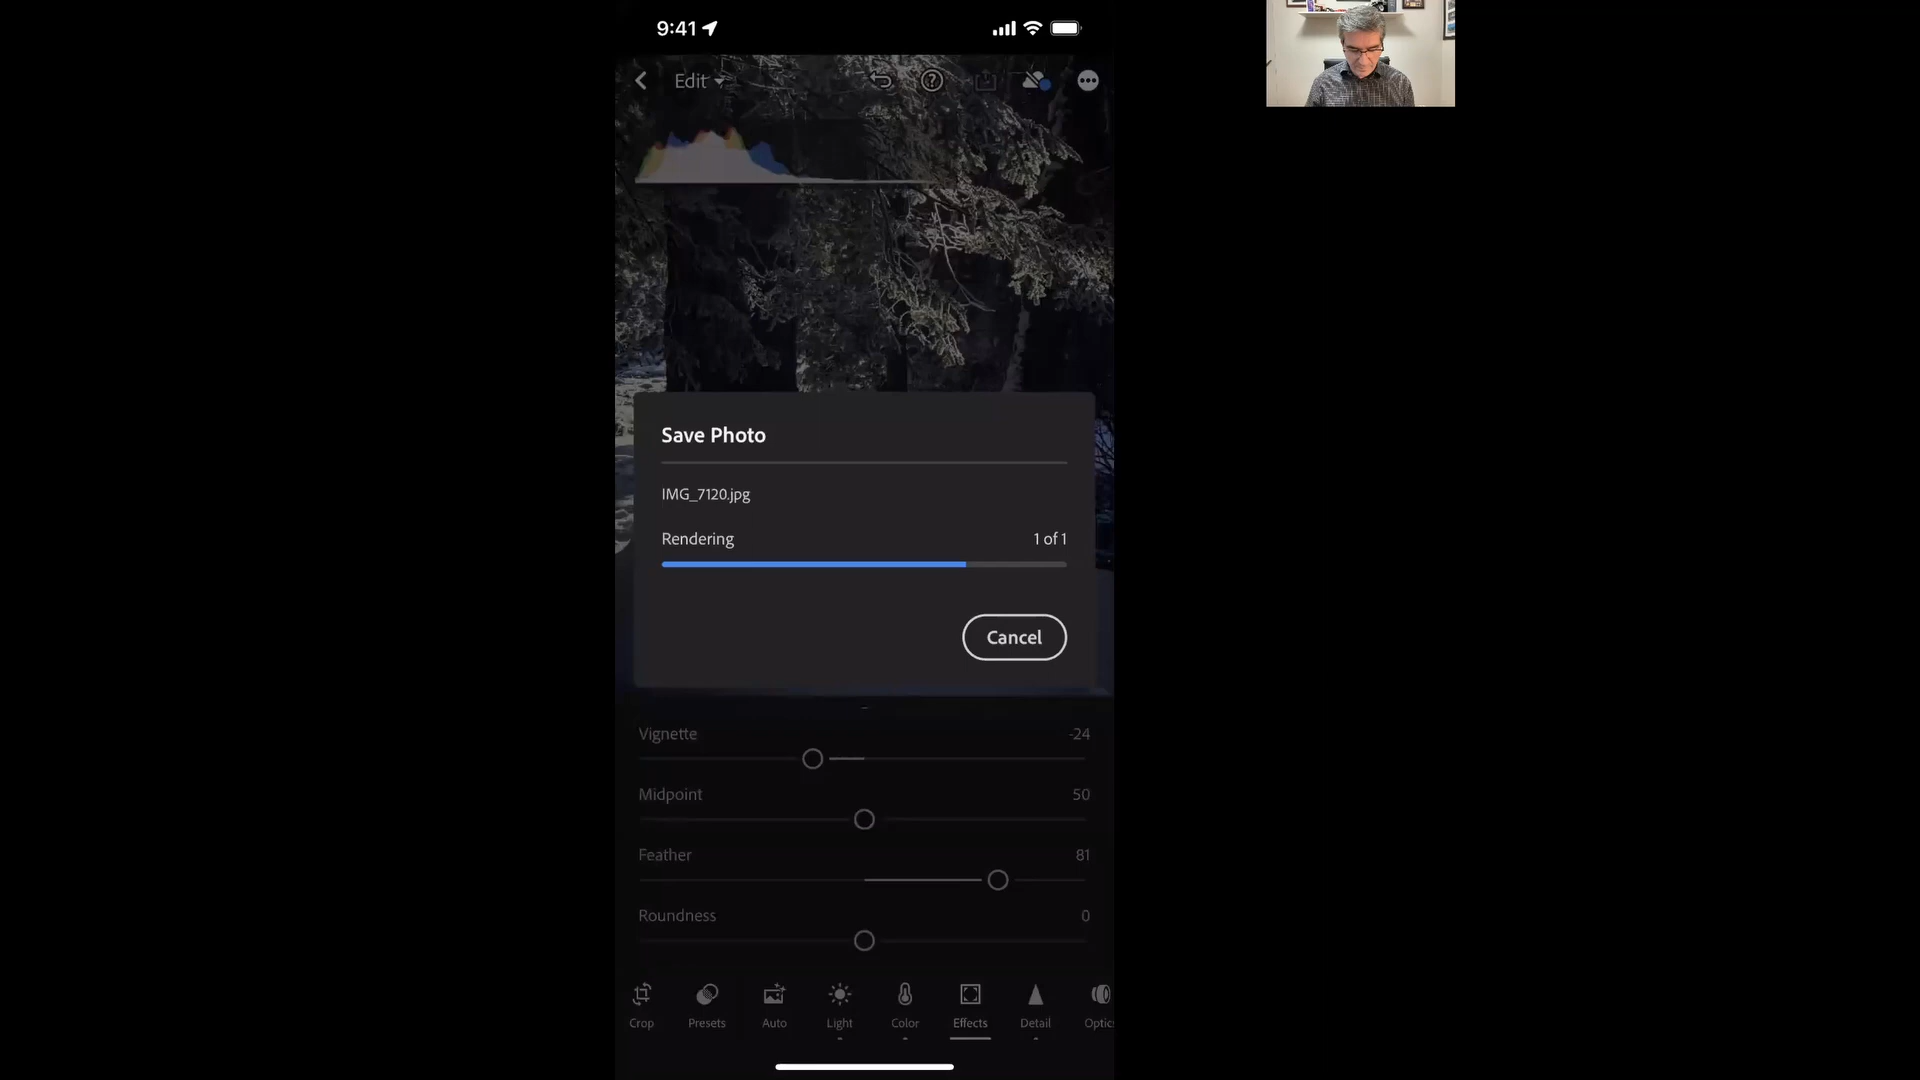 9:41
Edit
Save Photo
IMG_7120.jpg
Rendering 1 of 1
Cancel
Vignette -24
Midpoint 50
Feather 81
Roundness 0
Crop Presets Auto Light Color Effects Detail Optics